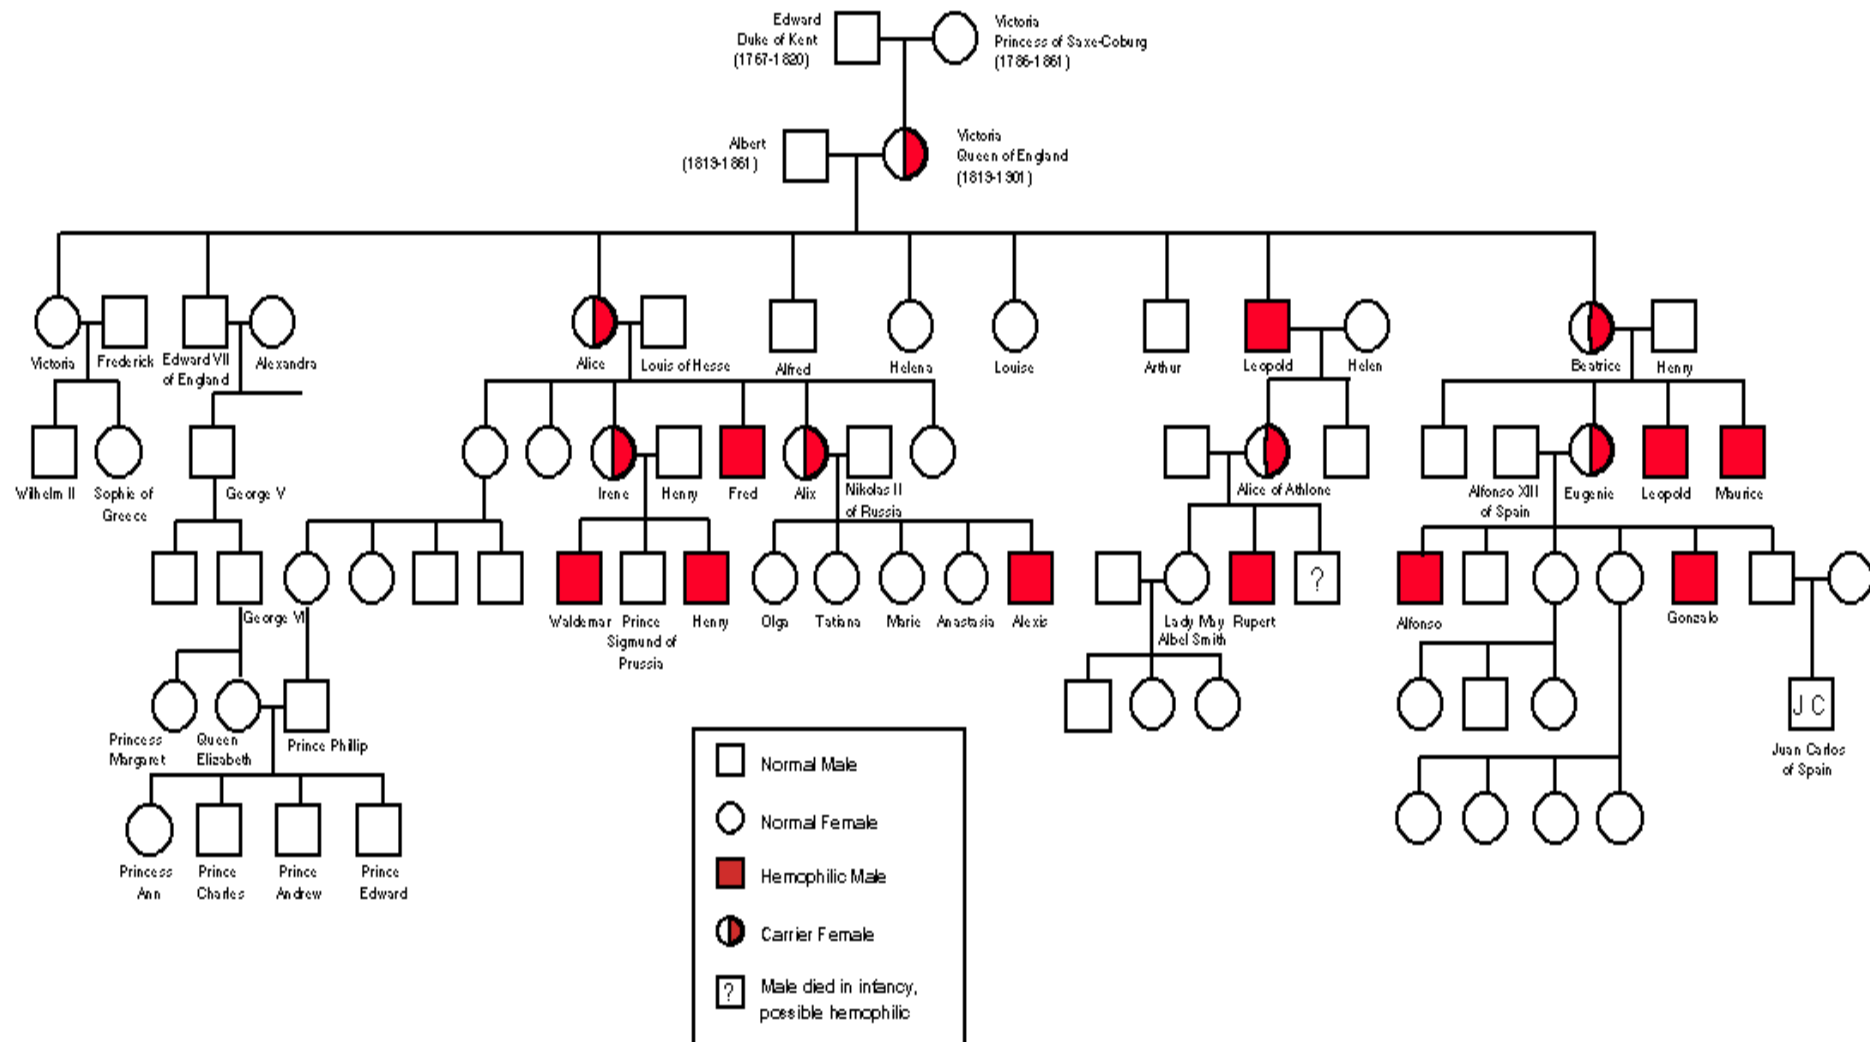 Edward
Duke of Kent
(1767-1820)
Victoria
Princess of Saxe-Coburg
(1786-1861)
Albert
(1819-1861)
Victoria
Queen of England
(1819-1901)
Victoria
Frederick
Edward VII
of England
Alexandra
Alice
Louis of Hesse
Alfred
Helena
Louise
Arthur
Leopold
Helen
Beatrice
Henry
Wilhelm II
Sophie of
Greece
George V
Irene
Henry
Fred
Alix
Nikolas II
of Russia
Alice of Athlone
Alfonso XIII
of Spain
Eugenie
Leopold
Maurice
George VI
Waldemar
Prince
Sigmund of
Prussia
Henry
Olga
Tatiana
Marie
Anastasia
Alexis
Lady May
Albel Smith
Rupert
?
Alfonso
Gonzalo
Princess
Margaret
Queen
Elizabeth
Prince Phillip
J C
Juan Carlos
of Spain
Princess
Ann
Prince
Charles
Prince
Andrew
Prince
Edward
Normal Male
Normal Female
Hemophilic Male
Carrier Female
? Male died in infancy,
possible hemophilic